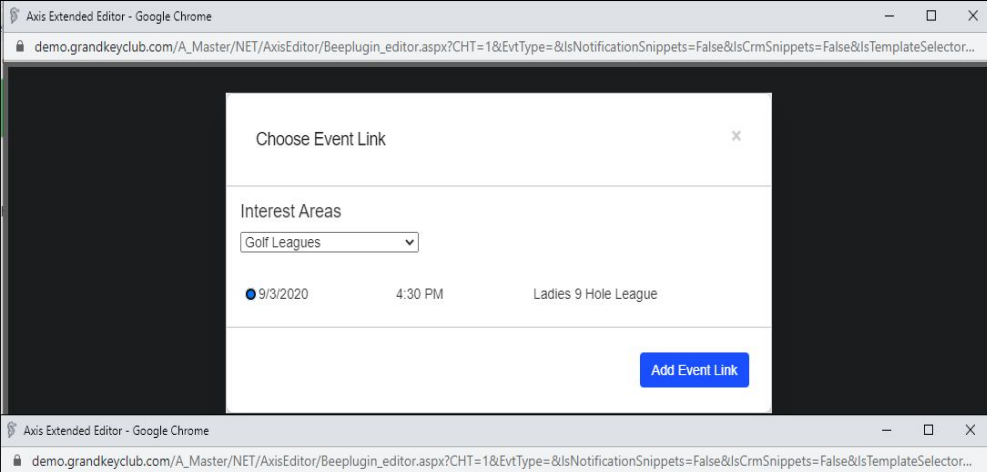 Axis Extended Editor - Google Chrome
demo.grandkeyclub.com/A_Master/NET/AxisEditor/Beeplugin_editor.aspx?CHT=1&EvtType=&IsNotificationSnippets=False&IsCrmSnippets=False&IsTemplateSelector...
Choose Event Link ×
Interest Areas
Golf Leagues
9/3/2020 4:30 PM Ladies 9 Hole League
Add Event Link
Axis Extended Editor - Google Chrome
demo.grandkeyclub.com/A_Master/NET/AxisEditor/Beeplugin_editor.aspx?CHT=1&EvtType=&IsNotificationSnippets=False&IsCrmSnippets=False&IsTemplateSelector...